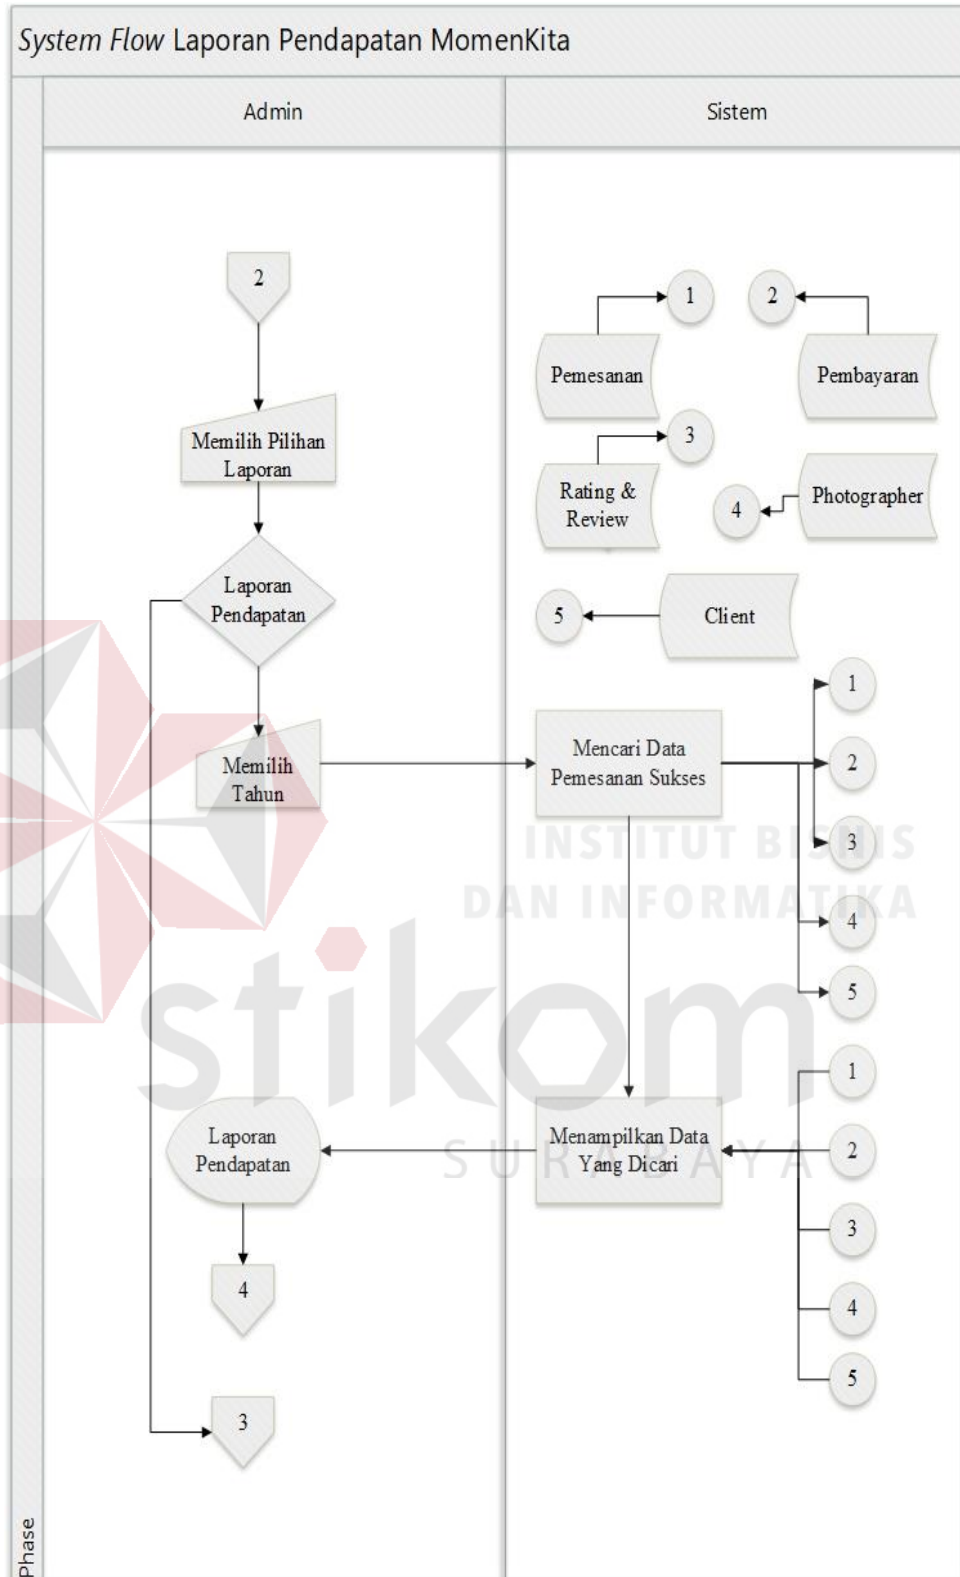 System Flow Laporan Pendapatan MomenKita
Admin
Sistem
2
Memilih Pilihan
Laporan
Laporan
Pendapatan
Memilih
Tahun
Laporan
Pendapatan
4
3
1
2
Pemesanan
Pembayaran
3
Rating &
Review
4
Photographer
5
Client
Mencari Data
Pemesanan Sukses
1
2
3
4
5
Menampilkan Data
Yang Dicari
1
2
3
4
5
Phase
INSTITUT BISNIS
DAN INFORMATIKA
stikom
SURABAYA